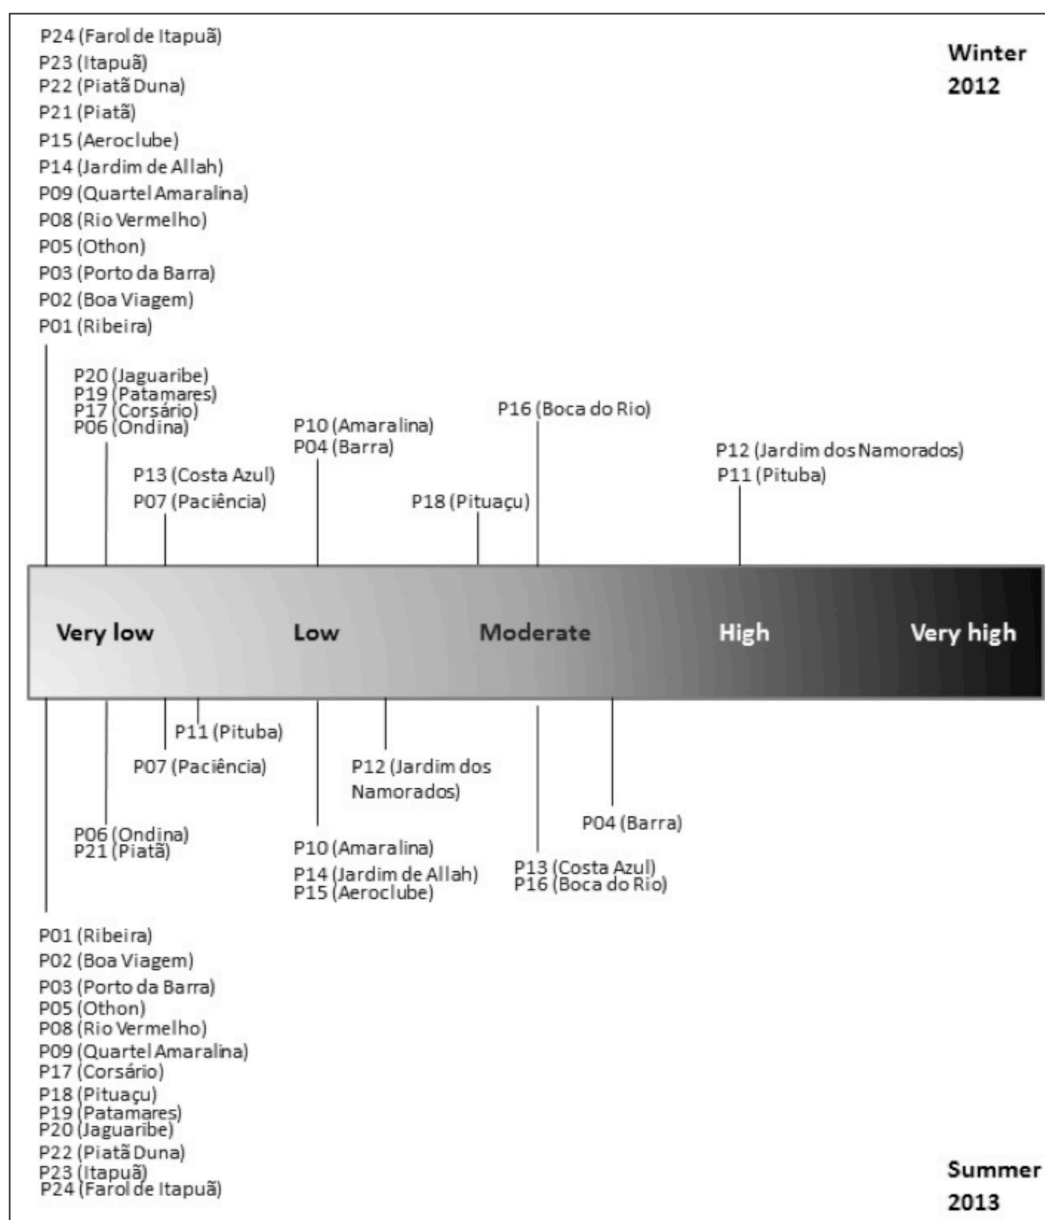 P24 (Farol de Itapuã)
P23 (Itapuã)
P22 (Piatã Duna)
P21 (Piatã)
P15 (Aeroclube)
P14 (Jardim de Allah)
P09 (Quartel Amaralina)
P08 (Rio Vermelho)
P05 (Othon)
P03 (Porto da Barra)
P02 (Boa Viagem)
P01 (Ribeira)
Winter
2012
P20 (Jaguaribe)
P19 (Patamares)
P17 (Corsário)
P06 (Ondina)
P13 (Costa Azul)
P07 (Paciência)
P10 (Amaralina)
P04 (Barra)
P18 (Pituaçu)
P16 (Boca do Rio)
P12 (Jardim dos Namorados)
P11 (Pituba)
Very low
Low
Moderate
High
Very high
P11 (Pituba)
P07 (Paciência)
P06 (Ondina)
P21 (Piatã)
P12 (Jardim dos
Namorados)
P10 (Amaralina)
P14 (Jardim de Allah)
P15 (Aeroclube)
P04 (Barra)
P13 (Costa Azul)
P16 (Boca do Rio)
P01 (Ribeira)
P02 (Boa Viagem)
P03 (Porto da Barra)
P05 (Othon)
P08 (Rio Vermelho)
P09 (Quartel Amaralina)
P17 (Corsário)
P18 (Pituaçu)
P19 (Patamares)
P20 (Jaguaribe)
P22 (Piatã Duna)
P23 (Itapuã)
P24 (Farol de Itapuã)
Summer
2013